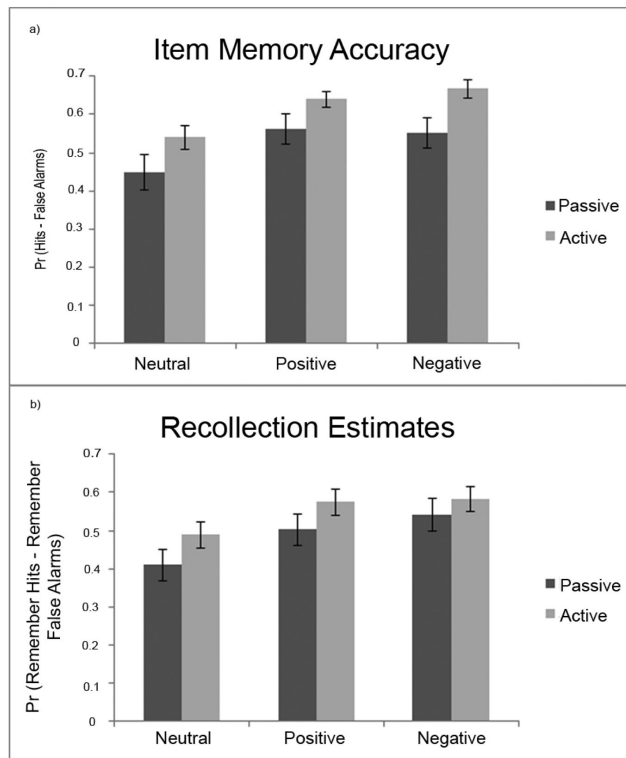 a)
Item Memory Accuracy
Pr (Hits - False Alarms)
0.7
0.6
0.5
0.4
0.3
0.2
0.1
0
Neutral
Positive
Negative
Passive
Active
b)
Recollection Estimates
Pr (Remember Hits - Remember
False Alarms)
0.7
0.6
0.5
0.4
0.3
0.2
0.1
0
Neutral
Positive
Negative
Passive
Active